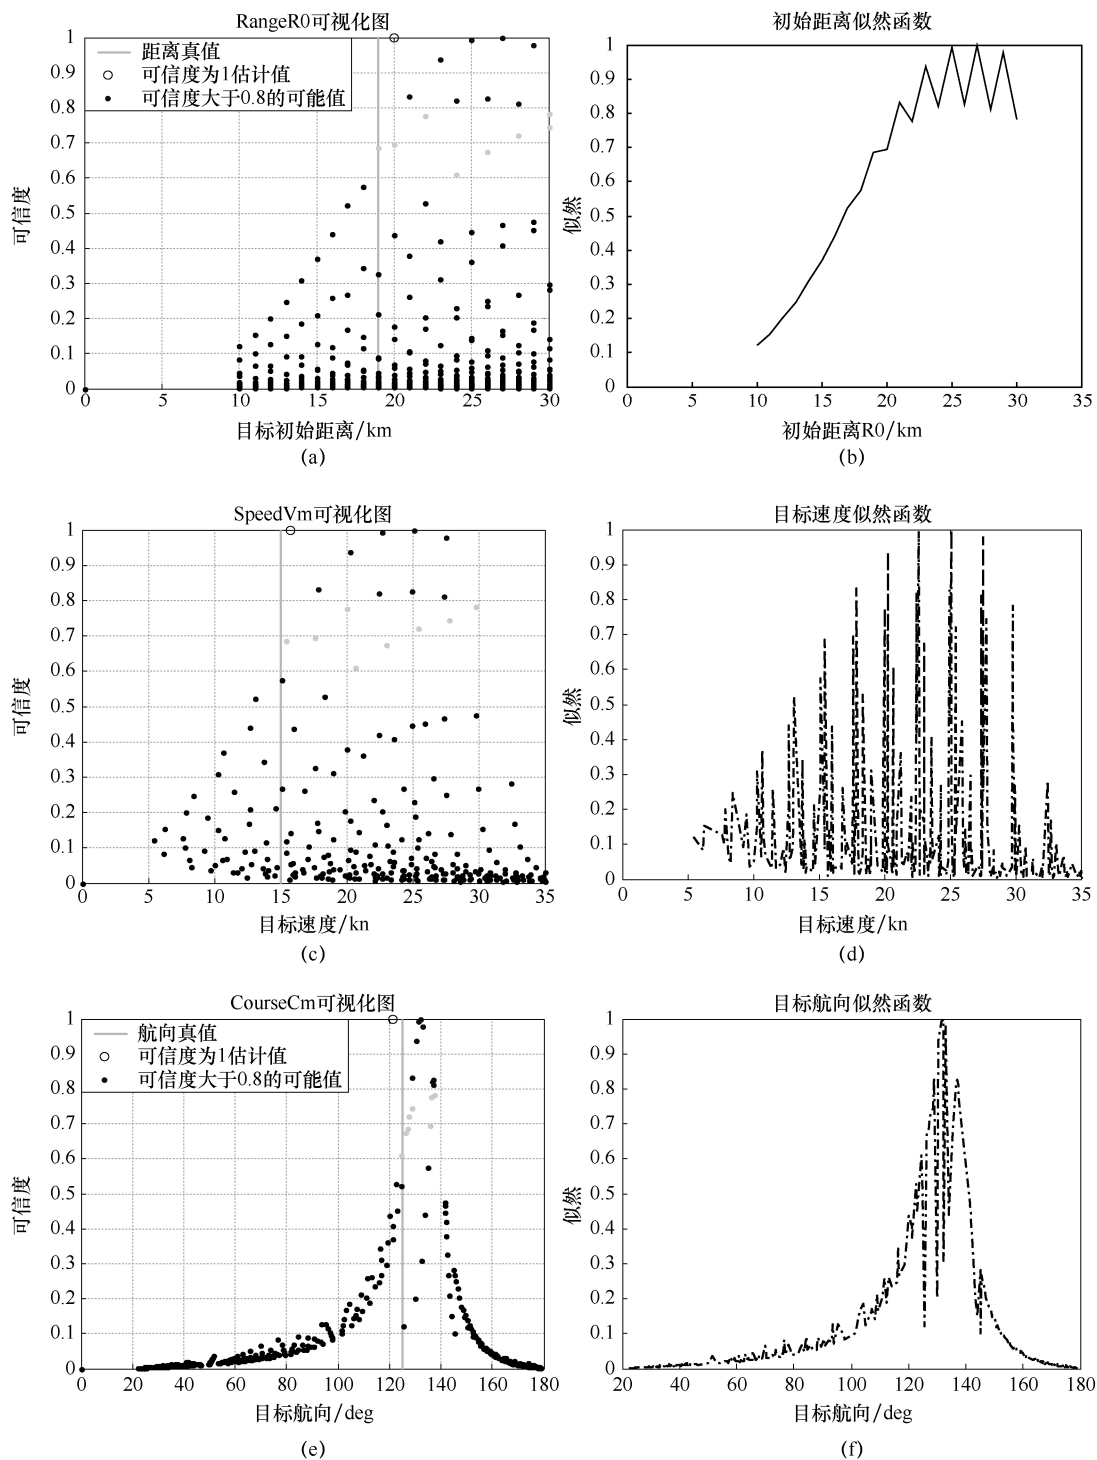 RangeR0可视化图
1
0.9
0.8
0.7
0.6
0.5
0.4
0.3
0.2
0.1
0
可信度
距离真值
可信度为1估计值
可信度大于0.8的可能值
0 5 10 15 20 25 30
目标初始距离/km
(a)
初始距离似然函数
1
0.9
0.8
0.7
0.6
0.5
0.4
0.3
0.2
0.1
0
似然
0 5 10 15 20 25 30 35
初始距离R0/km
(b)
SpeedVm可视化图
1
0.9
0.8
0.7
0.6
0.5
0.4
0.3
0.2
0.1
0
可信度
0 5 10 15 20 25 30 35
目标速度/kn
(c)
目标速度似然函数
1
0.9
0.8
0.7
0.6
0.5
0.4
0.3
0.2
0.1
0
似然
0 5 10 15 20 25 30 35
目标速度/kn
(d)
CourseCm可视化图
1
0.9
0.8
0.7
0.6
0.5
0.4
0.3
0.2
0.1
0
可信度
航向真值
可信度为1估计值
可信度大于0.8的可能值
0 20 40 60 80 100 120 140 160 180
目标航向/deg
(e)
目标航向似然函数
1
0.9
0.8
0.7
0.6
0.5
0.4
0.3
0.2
0.1
0
似然
20 40 60 80 100 120 140 160 180
目标航向/deg
(f)